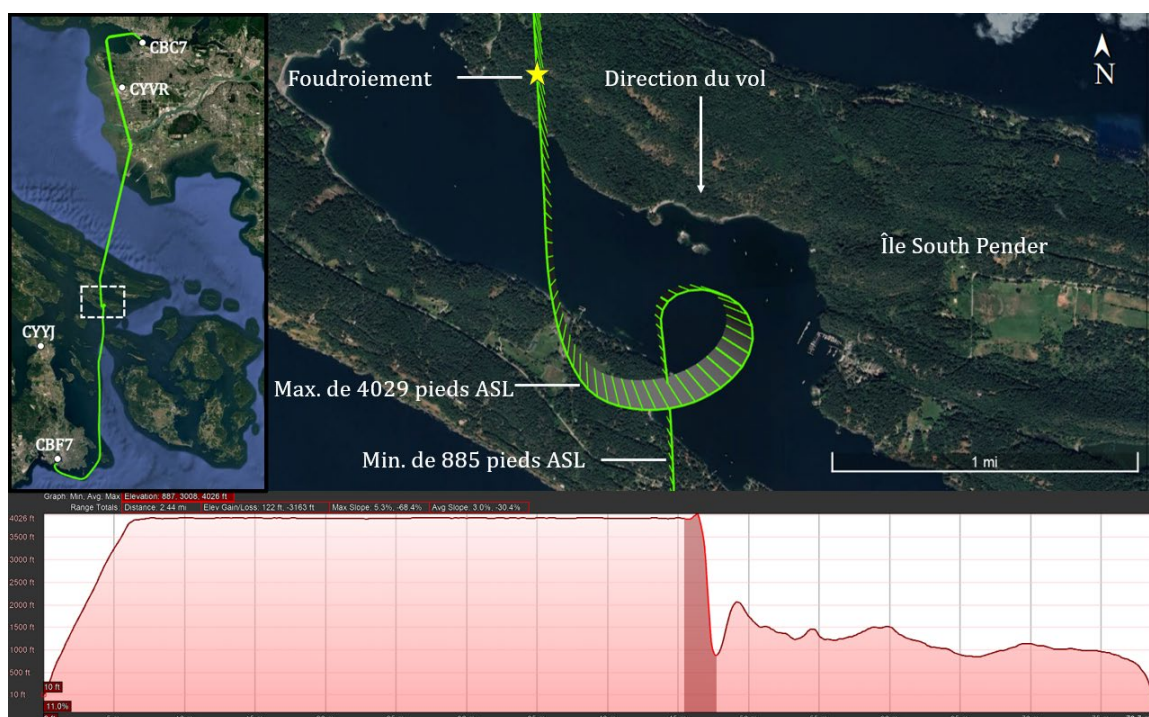 CBC7
CYVR
CYYJ
CBF7
Foudroiement
Direction du vol
N
Île South Pender
Max. de 4029 pieds ASL
Min. de 885 pieds ASL
1 mi
Graph: Min, Avg, Max Elevation: 887, 3008, 4026 ft
Range Totals: Distance: 2.44 mi Elev Gain/Loss: 122 ft, -3163 ft Max Slope: 5.3%, -68.4% Avg Slope: 3.0%, -30.4%
4026 ft
3500 ft
3000 ft
2500 ft
2000 ft
1500 ft
1000 ft
500 ft
10 ft
10 ft
11.0%